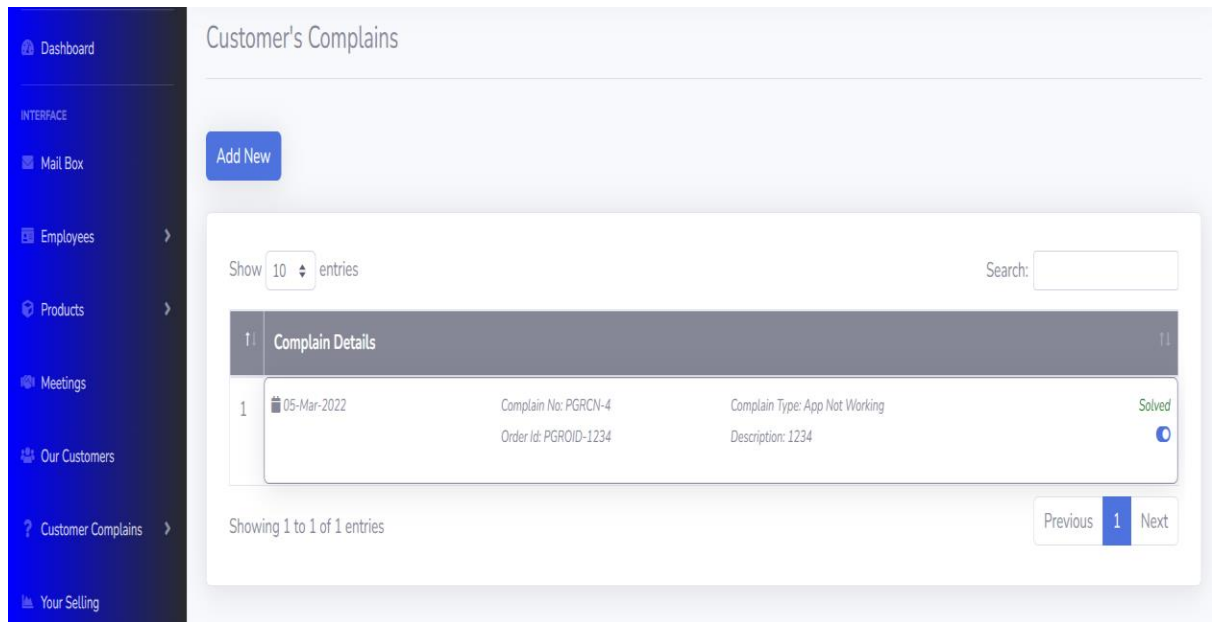 Dashboard
INTERFACE
Mail Box
Employees
Products
Meetings
Our Customers
? Customer Complains
Your Selling
Customer's Complains
Add New
Show 10 entries
Search:
Complain Details
1
05-Mar-2022
Complain No: PGRCN-4
Order Id: PGROID-1234
Complain Type: App Not Working
Description: 1234
Solved
Showing 1 to 1 of 1 entries
Previous 1 Next